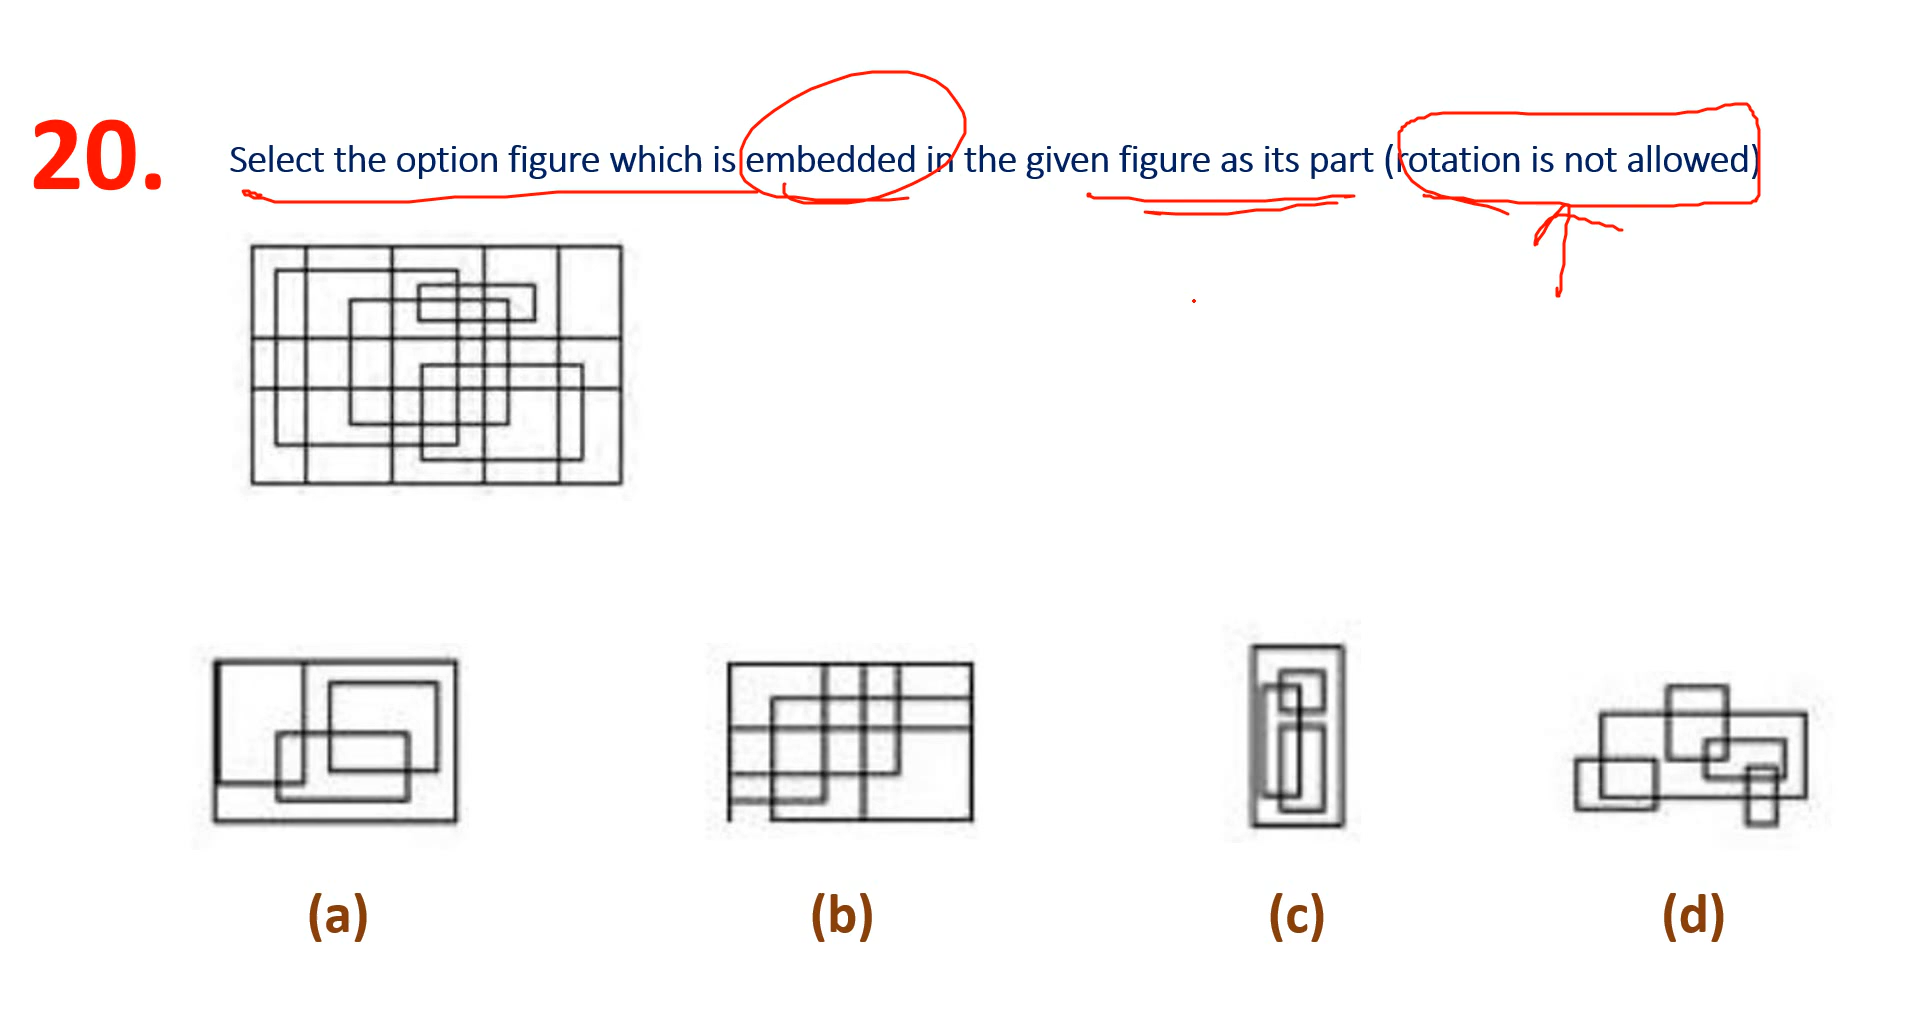 20. Select the option figure which is embedded in the given figure as its part (rotation is not allowed)
(a) (b) (c) (d)